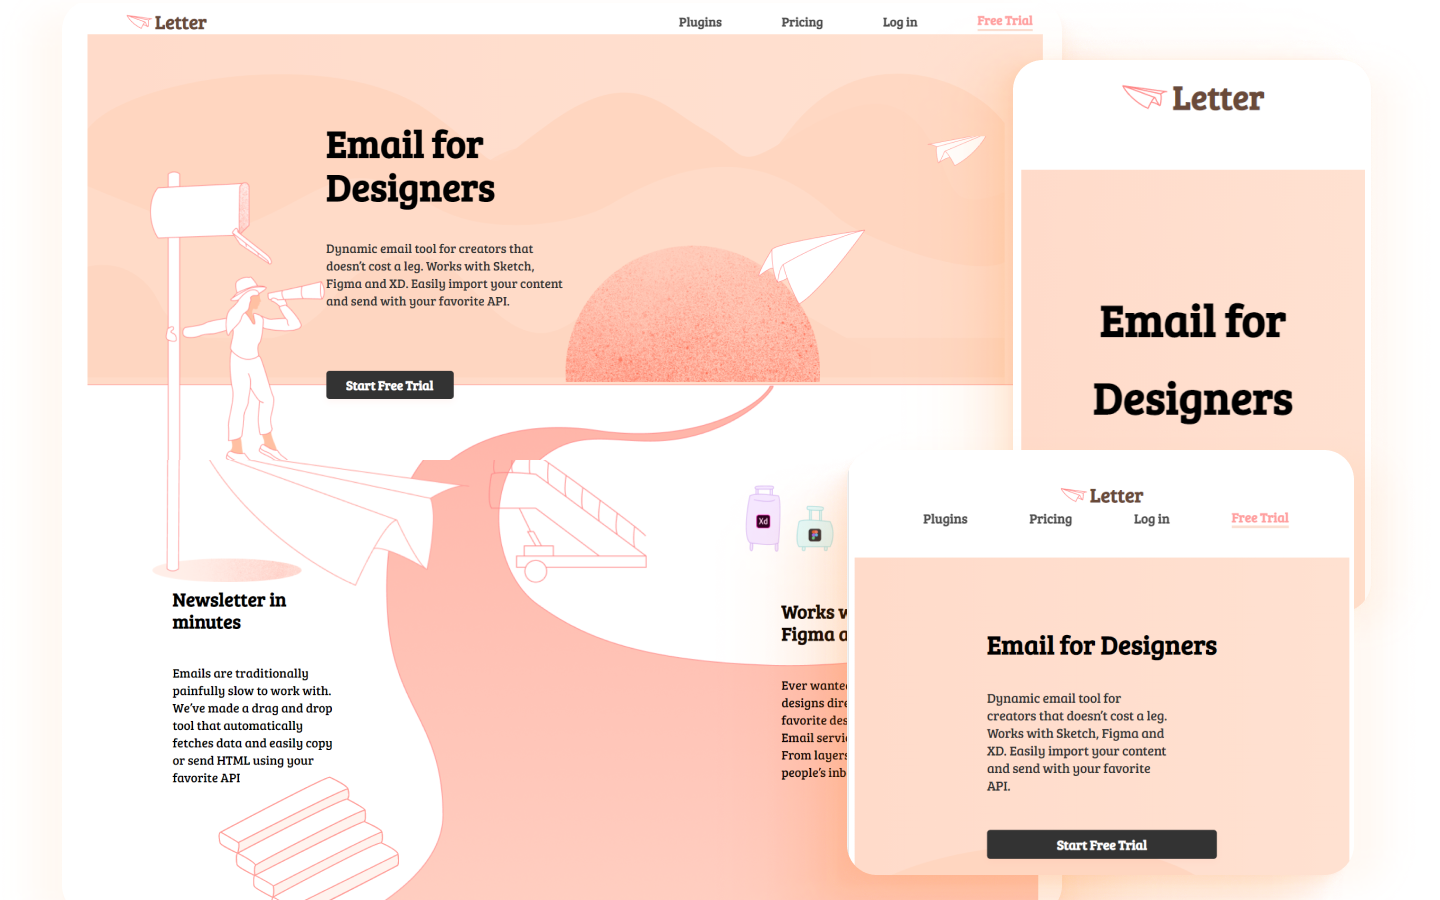 Letter
Plugins
Pricing
Log in
Free Trial
Email for
Designers
Dynamic email tool for creators that
doesn't cost a leg. Works with Sketch,
Figma and XD. Easily import your content
and send with your favorite API.
Start Free Trial
Xd
Newsletter in
minutes
Emails are traditionally
painfully slow to work with.
We've made a drag and drop
tool that automatically
fetches data and easily copy
or send HTML using your
favorite API
Works
Figma
Ever
designs
favorite
Email
From layers
people's
Letter
Email for
Designers
Letter
Plugins
Pricing
Log in
Free Trial
Email for Designers
Dynamic email tool for
creators that doesn't cost a leg.
Works with Sketch, Figma and
XD. Easily import your content
and send with your favorite
API.
Start Free Trial